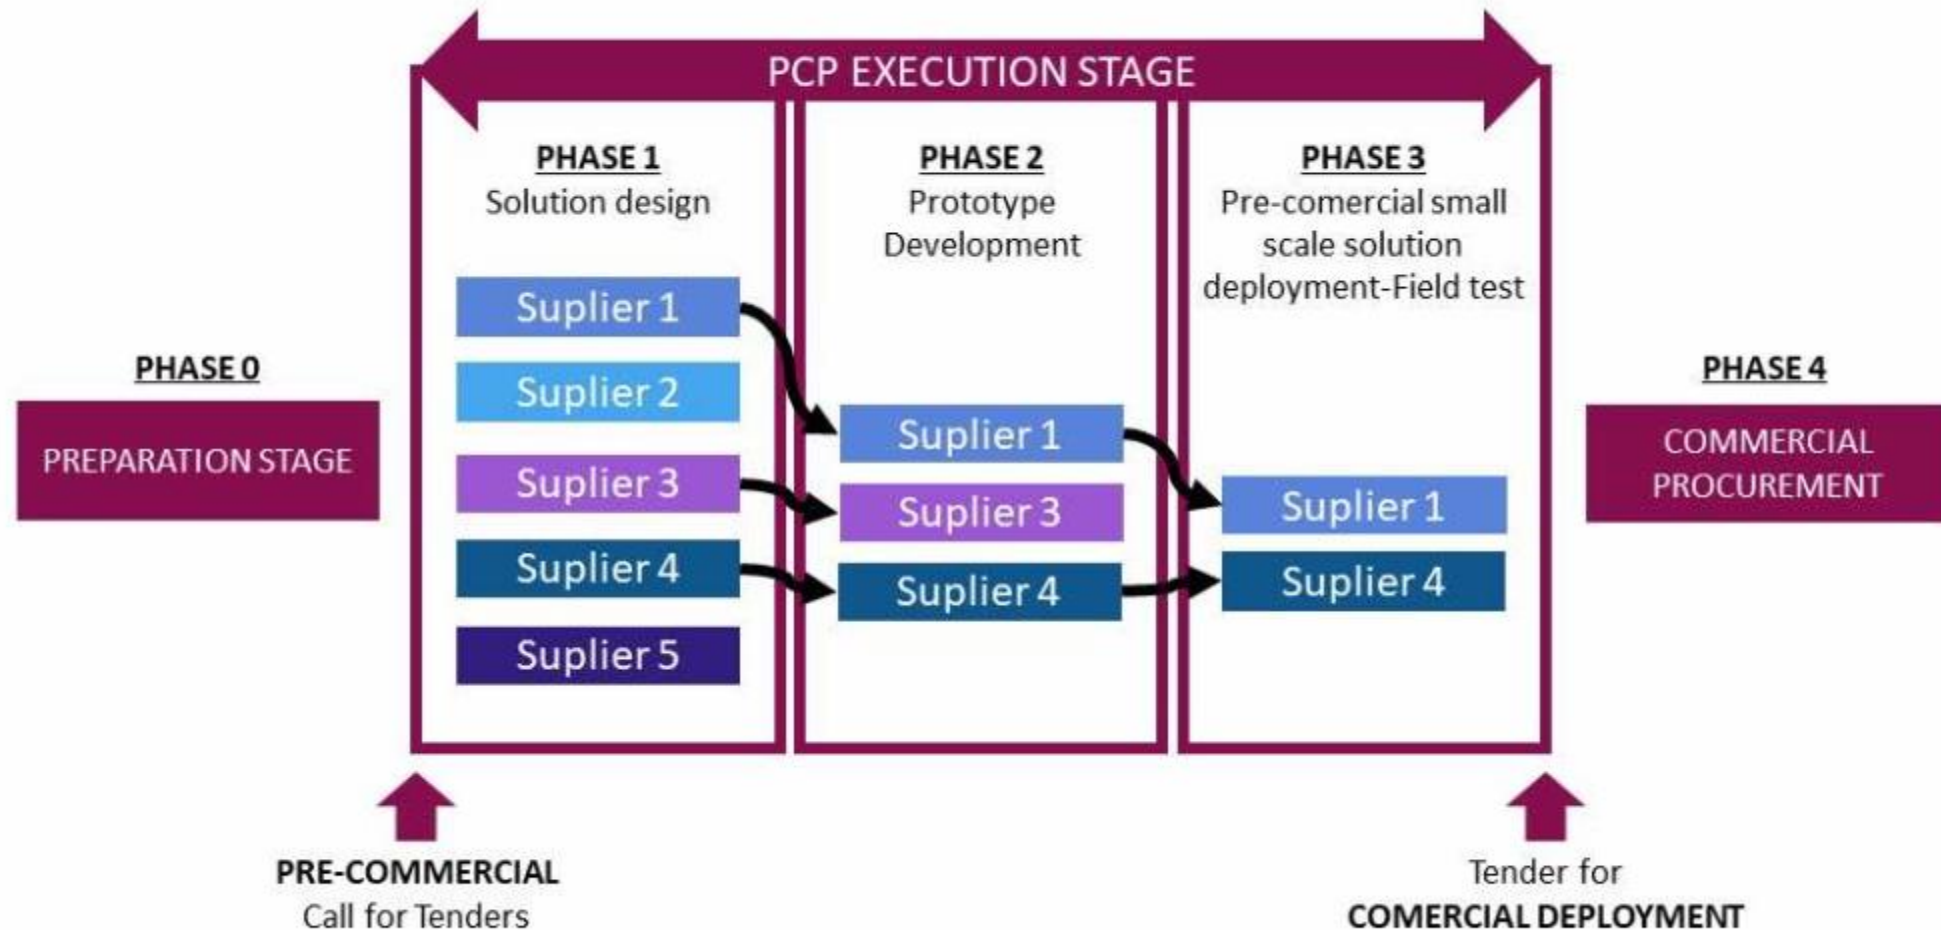 PCP EXECUTION STAGE
PHASE 0
PREPARATION STAGE
PHASE 1
Solution design
Suplier 1
Suplier 2
Suplier 3
Suplier 4
Suplier 5
PHASE 2
Prototype
Development
Suplier 1
Suplier 3
Suplier 4
PHASE 3
Pre-comercial small
scale solution
deployment-Field test
Suplier 1
Suplier 4
PHASE 4
COMMERCIAL
PROCUREMENT
PRE-COMMERCIAL
Call for Tenders
Tender for
COMERCIAL DEPLOYMENT